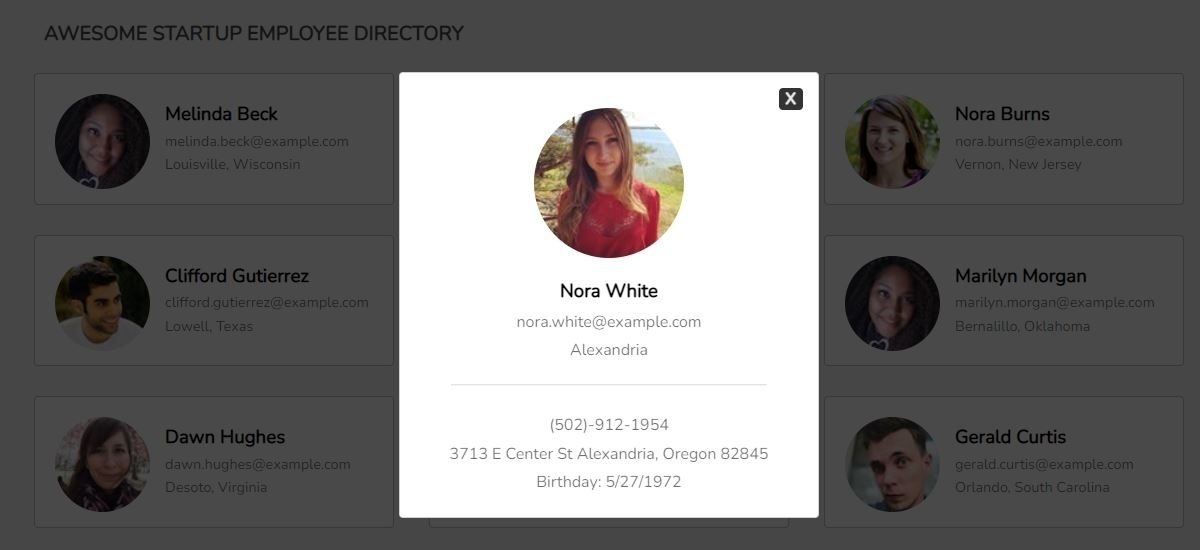 AWESOME STARTUP EMPLOYEE DIRECTORY
Melinda Beck
melinda.beck@example.com
Louisville, Wisconsin
Clifford Gutierrez
clifford.gutierrez@example.com
Lowell, Texas
Dawn Hughes
dawn.hughes@example.com
Desoto, Virginia
X
Nora White
nora.white@example.com
Alexandria
(502)-912-1954
3713 E Center St Alexandria, Oregon 82845
Birthday: 5/27/1972
Nora Burns
nora.burns@example.com
Vernon, New Jersey
Marilyn Morgan
marilyn.morgan@example.com
Bernalillo, Oklahoma
Gerald Curtis
gerald.curtis@example.com
Orlando, South Carolina